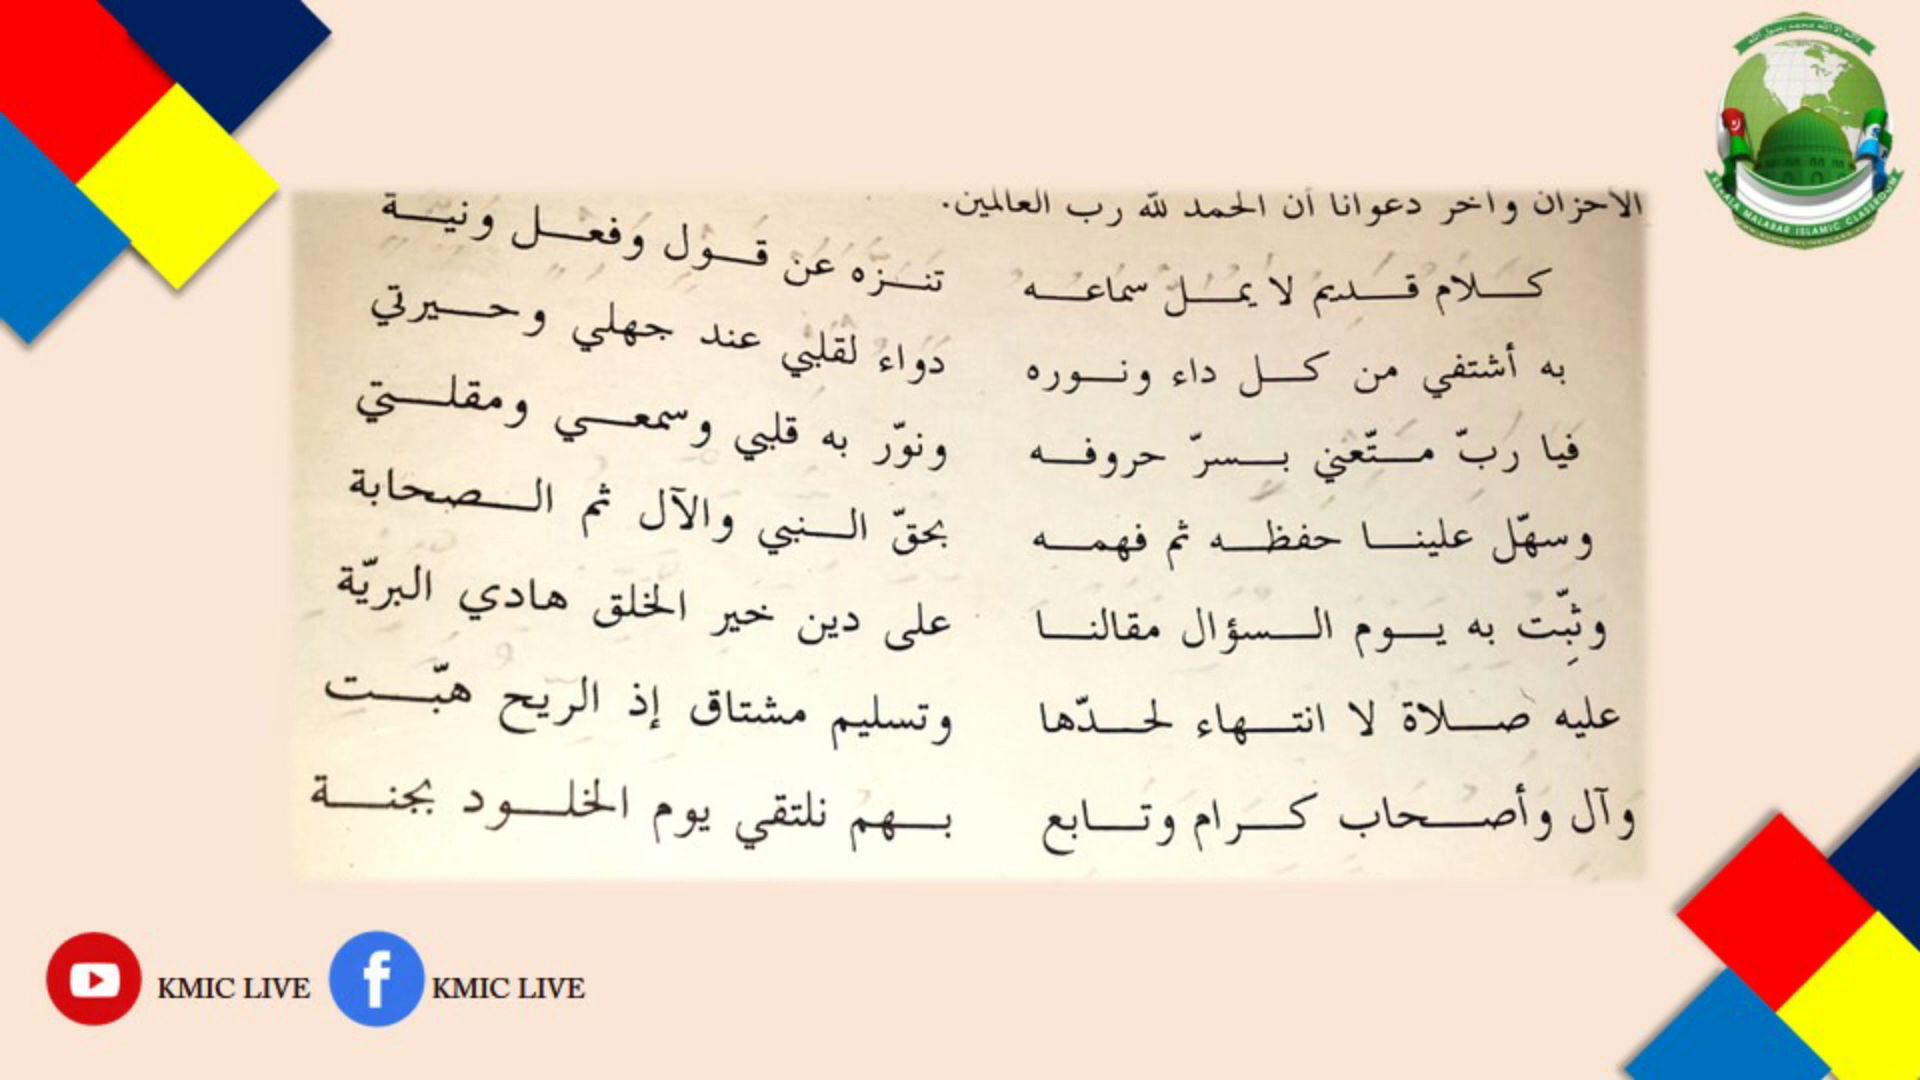 الأحزان وآخر دعوانا أن الحمد لله رب العالمين.
كلام قديم لا يمل سماعه تنزه عن قول وفعل ونية
به أشتفي من كل داء ونوره دواء لقلبي عند جهلي وحيرتي
فيا ربّ متّعني بسرّ حروفه ونوّر به قلبي وسمعي ومقلتي
وسهّل علينا حفظه ثم فهمه بحقّ النبي والآل ثم الصحابة
وثبِّت به يوم السؤال مقالنا على دين خير الخلق هادي البريّة
عليه صلاة لا انتهاء لحدّها وتسليم مشتاق إذ الريح هبّت
وآل وأصحاب كرام وتابع بهم نلتقي يوم الخلود بجنة
KMIC LIVE KMIC LIVE